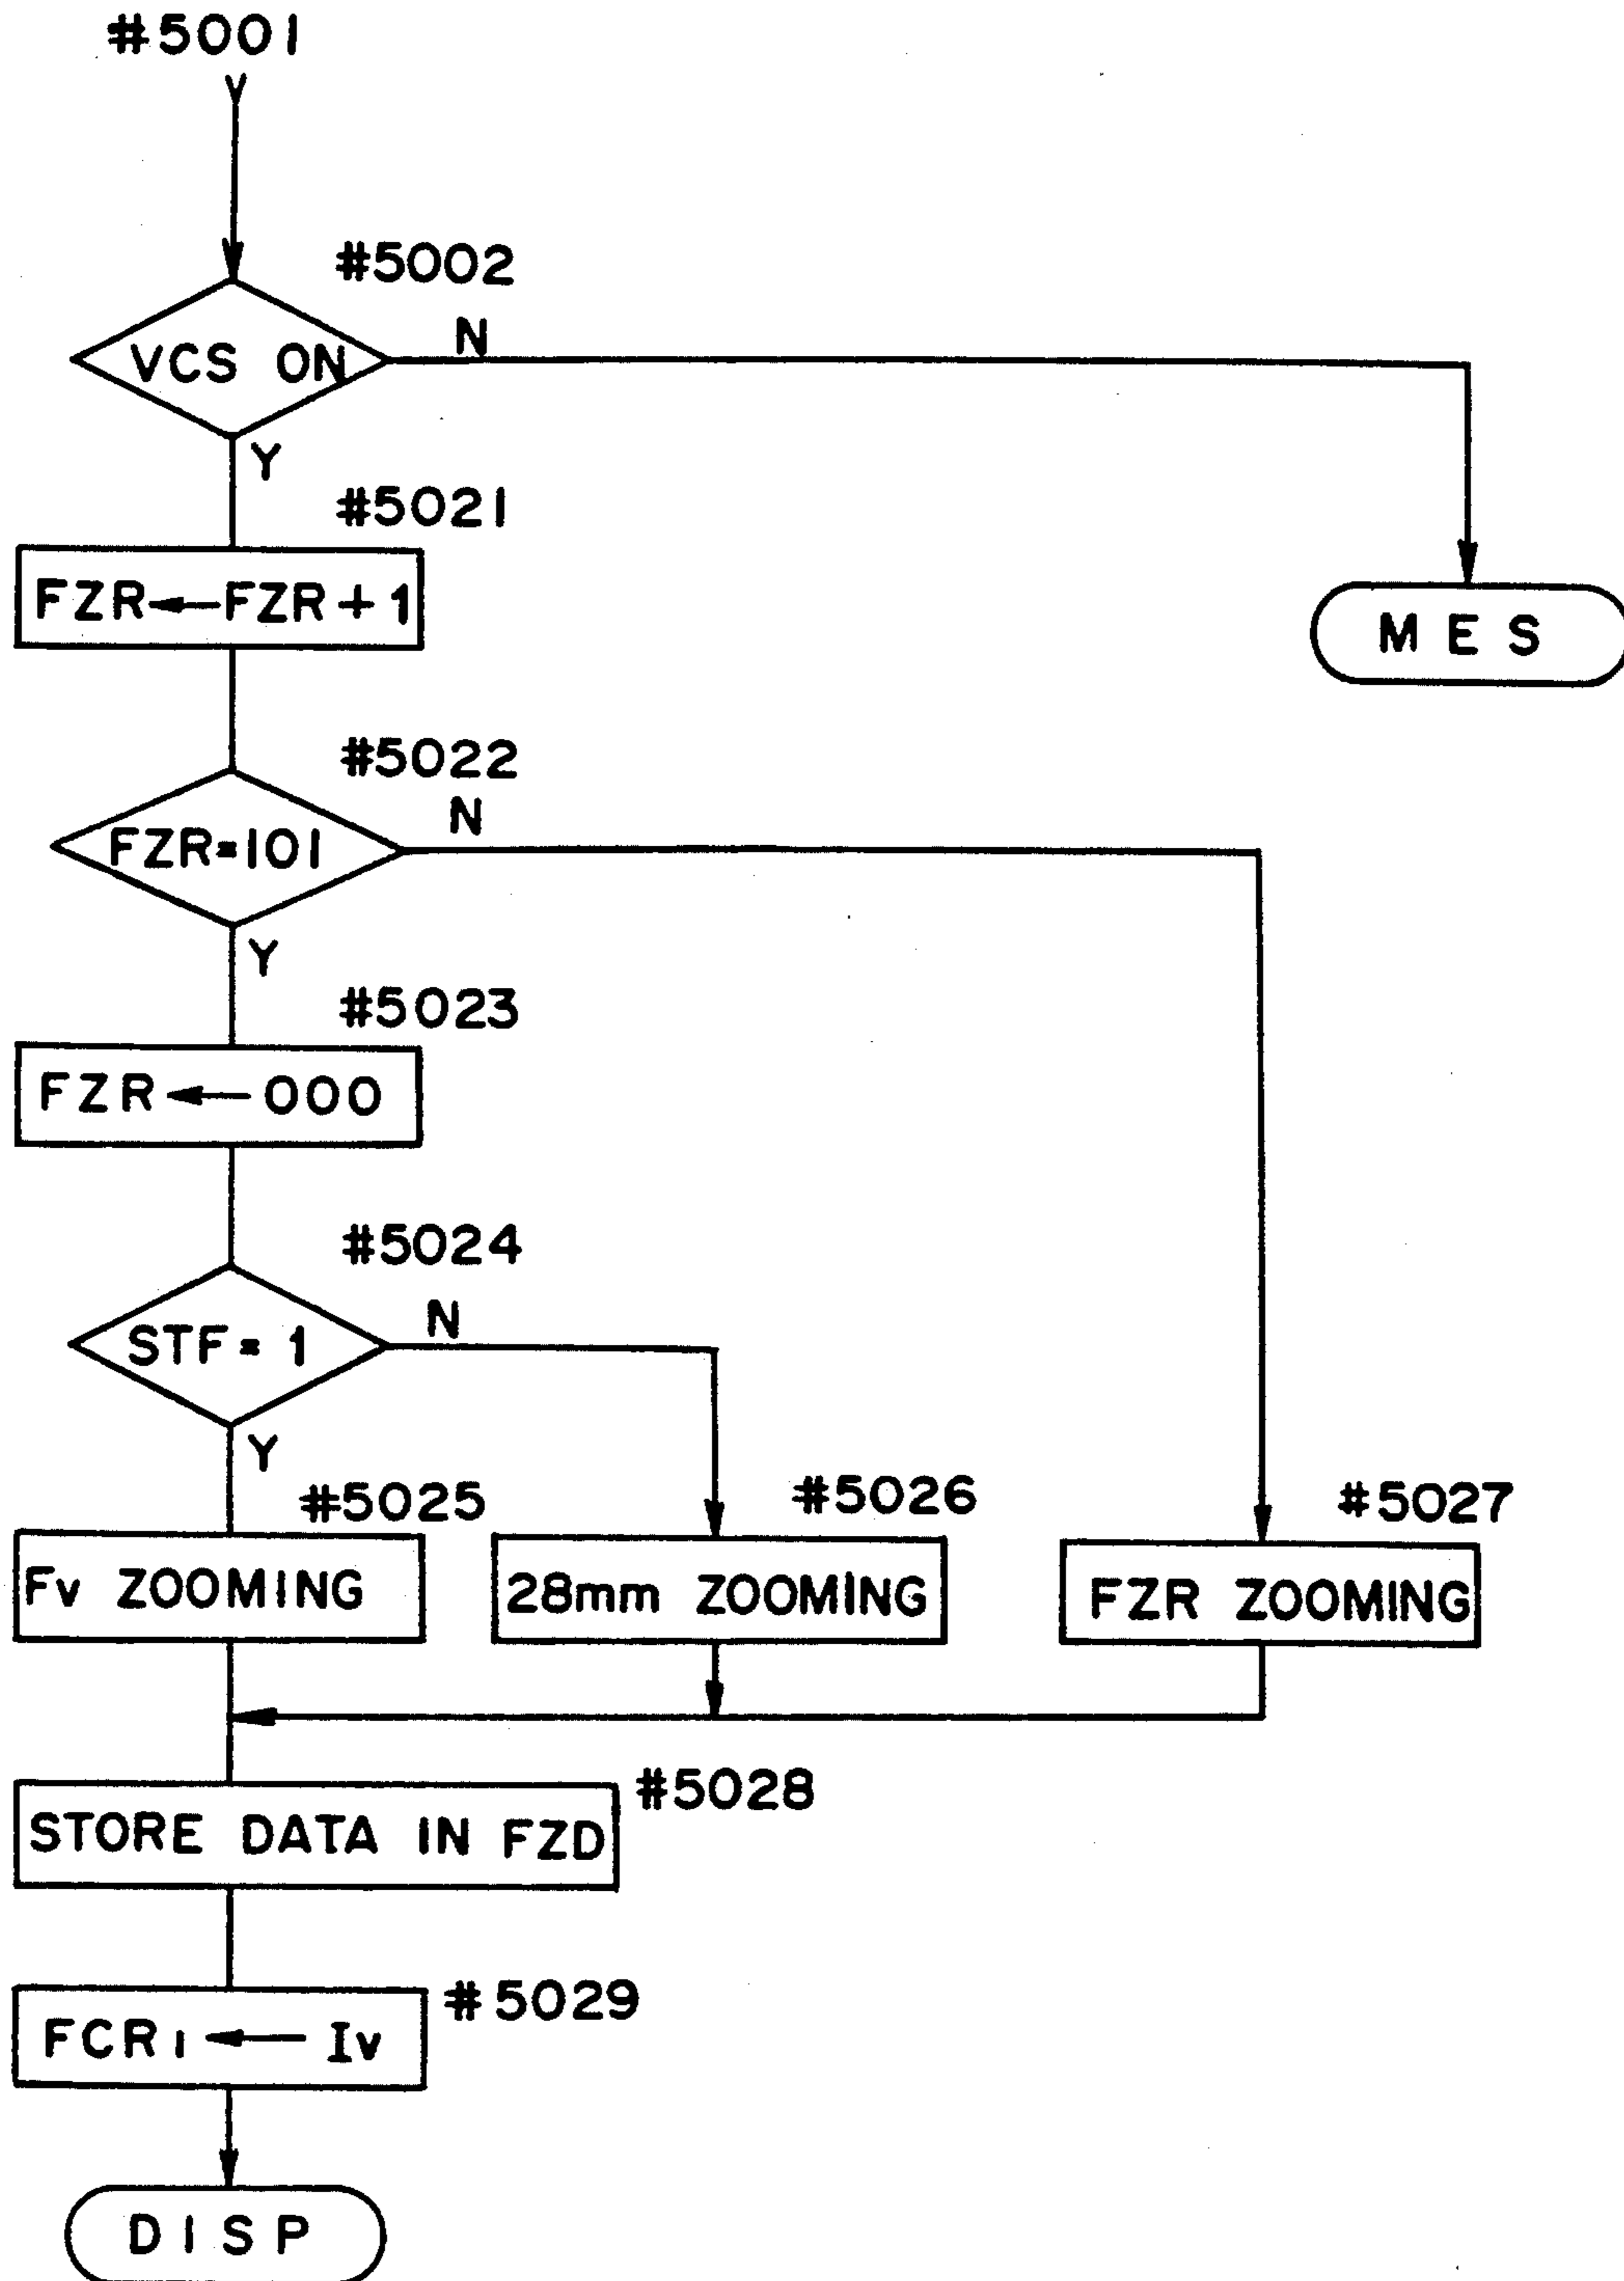 #5001
#5002
VCS ON
N
Y
#5021
FZR←FZR+1
MES
#5022
FZR=101
N
Y
#5023
FZR←000
#5024
STF=1
N
Y
#5025
Fv ZOOMING
#5026
28mm ZOOMING
#5027
FZR ZOOMING
#5028
STORE DATA IN FZD
#5029
FCR1←Iv
DISP